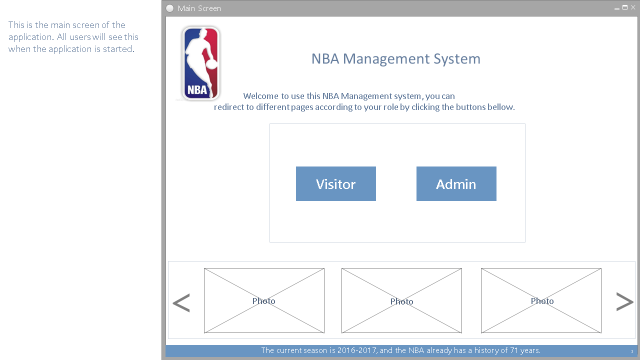 This is the main screen of the
application. All users will see this
when the application is started.
Main Screen
NBA
NBA Management System
Welcome to use this NBA Management system, you can
redirect to different pages according to your role by clicking the buttons bellow.
Visitor
Admin
Photo
Photo
Photo
The current season is 2016-2017, and the NBA already has a history of 71 years.